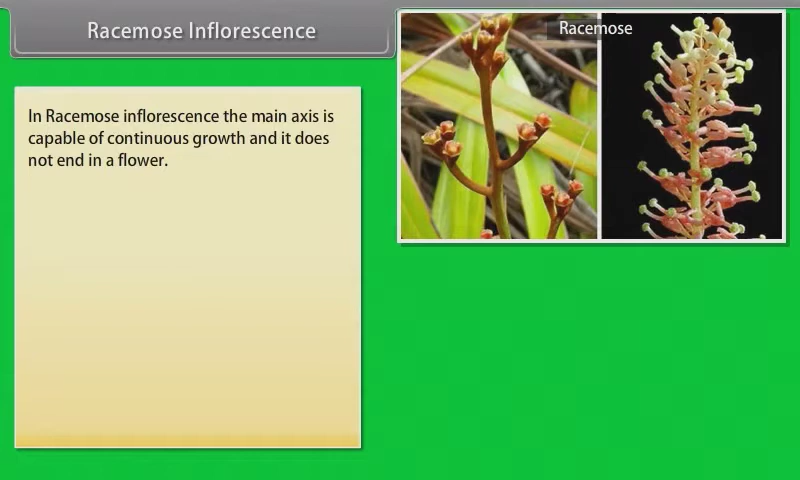 Racemose Inflorescence
Racemose
In Racemose inflorescence the main axis is
capable of continuous growth and it does
not end in a flower.